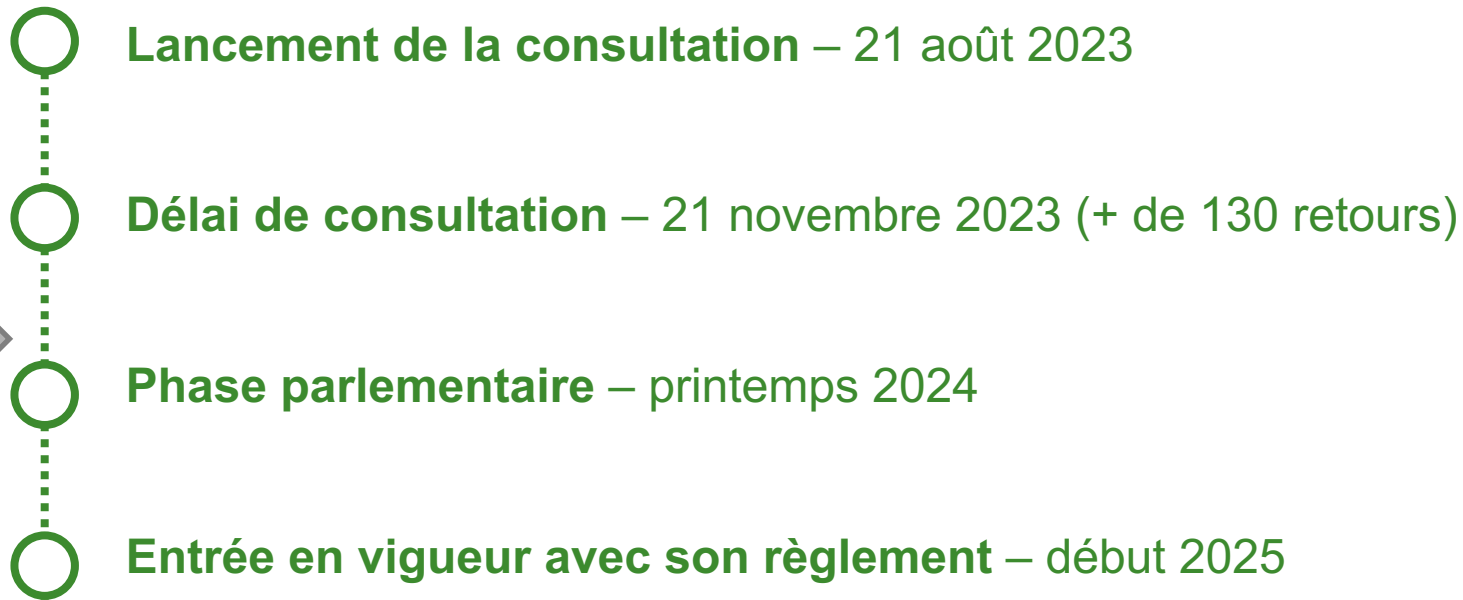 Lancement de la consultation – 21 août 2023
Délai de consultation – 21 novembre 2023 (+ de 130 retours)
Phase parlementaire – printemps 2024
Entrée en vigueur avec son règlement – début 2025